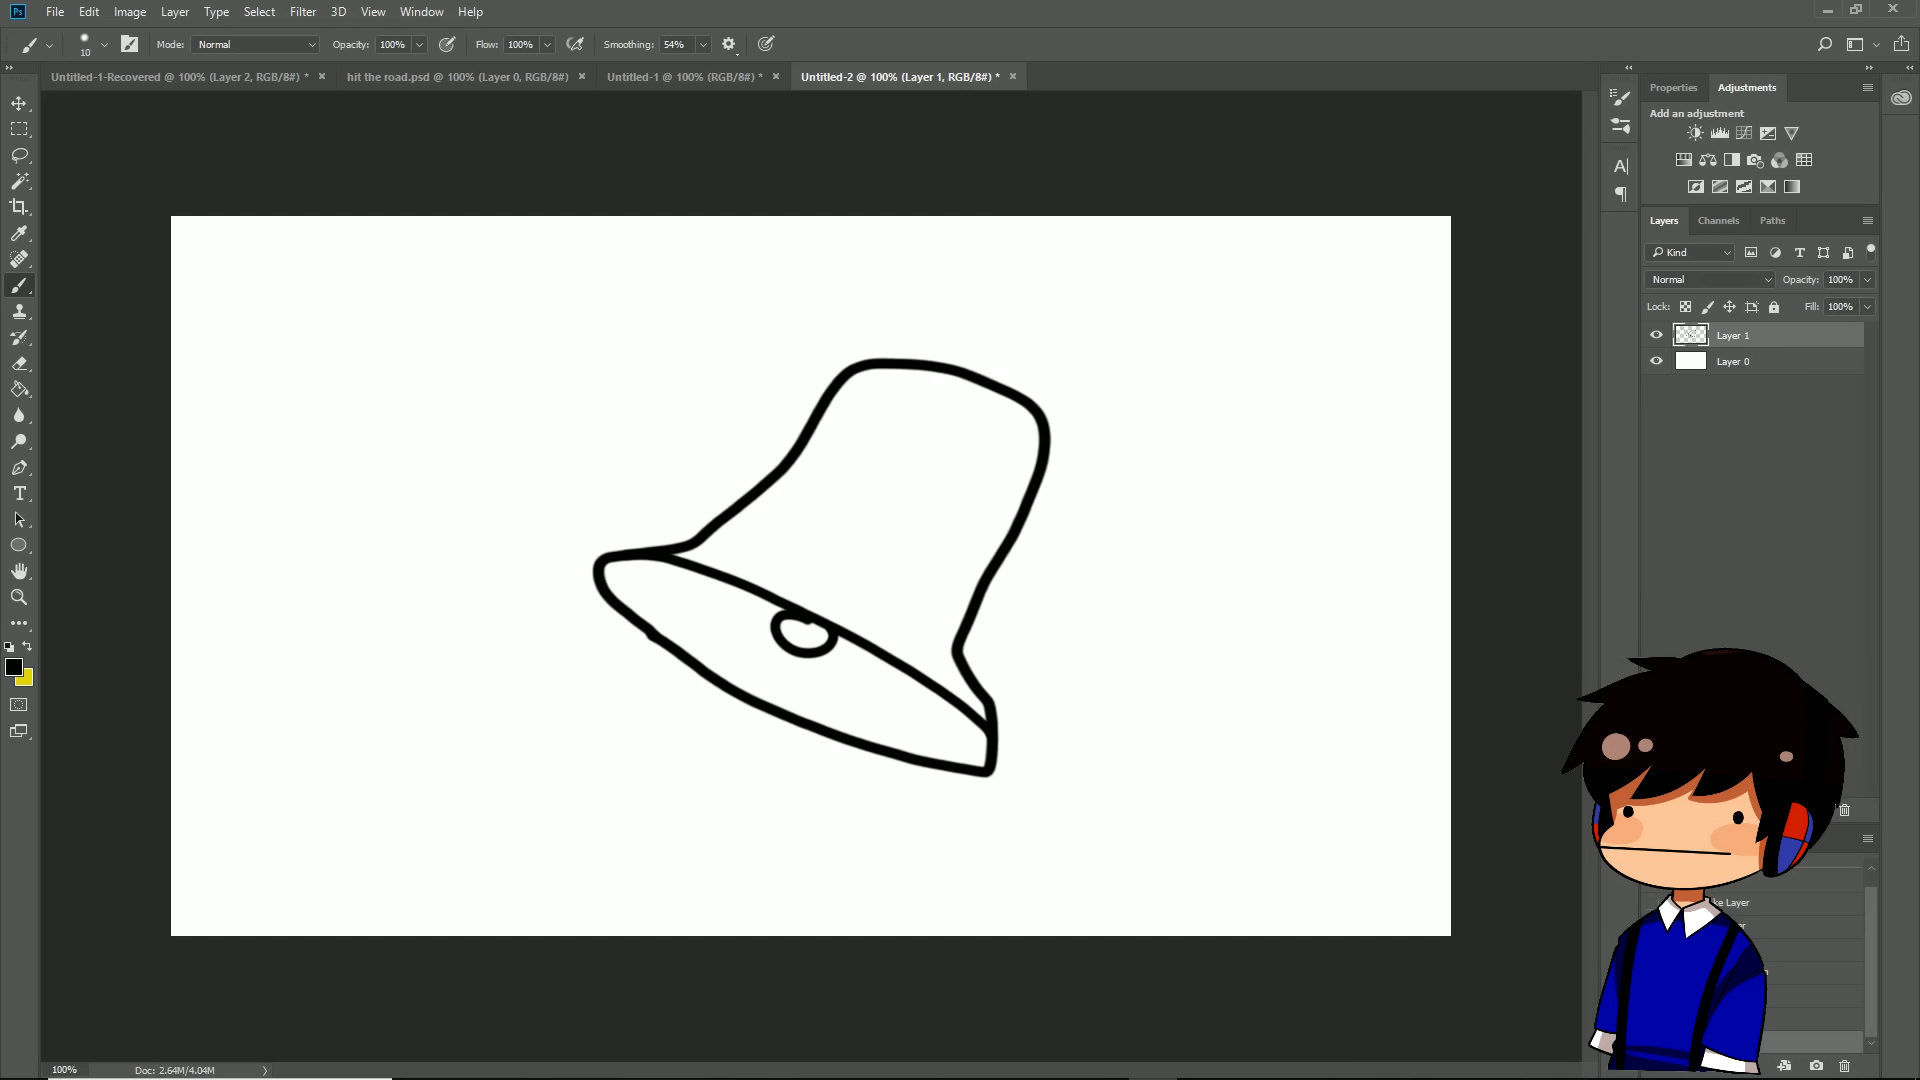 Ps File Edit Image Layer Type Select Filter 3D View Window Help
10 Mode: Normal Opacity: 100% Flow: 100% Smoothing: 54%
Untitled-1-Recovered @ 100% (Layer 2, RGB/8#) * hit the road.psd @ 100% (Layer 0, RGB/8#) Untitled-1 @ 100% (RGB/8#) * Untitled-2 @ 100% (Layer 1, RGB/8#) *
Properties Adjustments
Add an adjustment
Layers Channels Paths
Kind
Normal Opacity: 100%
Lock: Fill: 100%
Layer 1
Layer 0
Layer
100% Doc: 2.64M/4.04M